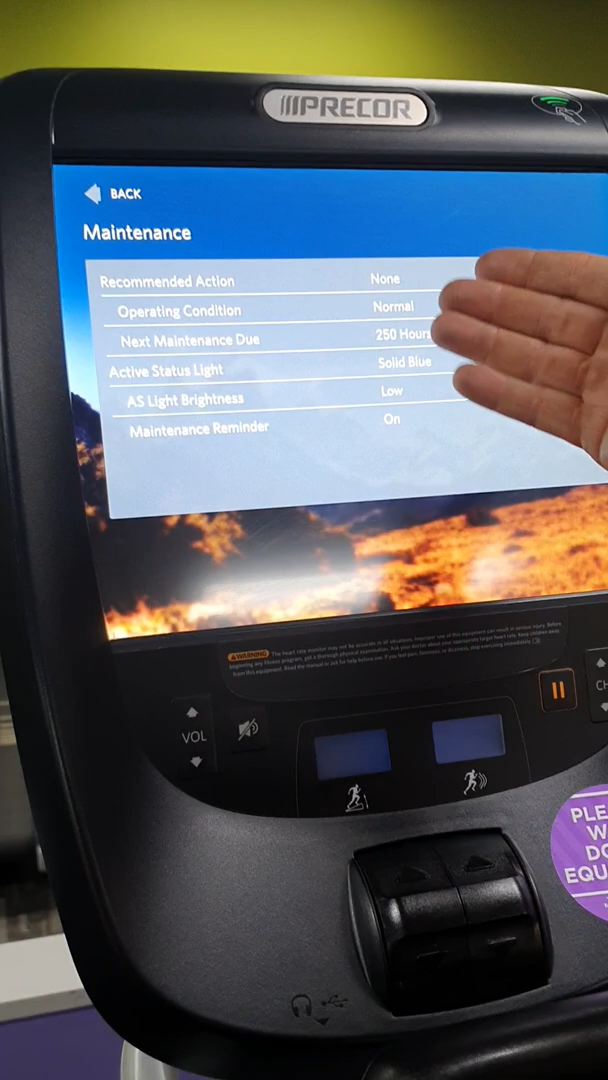 PRECOR
BACK
Maintenance
Recommended Action None
Operating Condition Normal
Next Maintenance Due 250 Hours
Active Status Light Solid Blue
AS Light Brightness Low
Maintenance Reminder On
WARNING The heart rate monitor may not be accurate in all situations. Improper use of this equipment can result in serious injury. Before
beginning any fitness program, get a thorough physical examination. Ask your doctor about your appropriate target heart rate. Keep children away
from this equipment. Read the manual or ask for help before use. If you feel pain, faintness, or dizziness, stop exercising immediately.
VOL
CH
PLE
W
DO
EQU